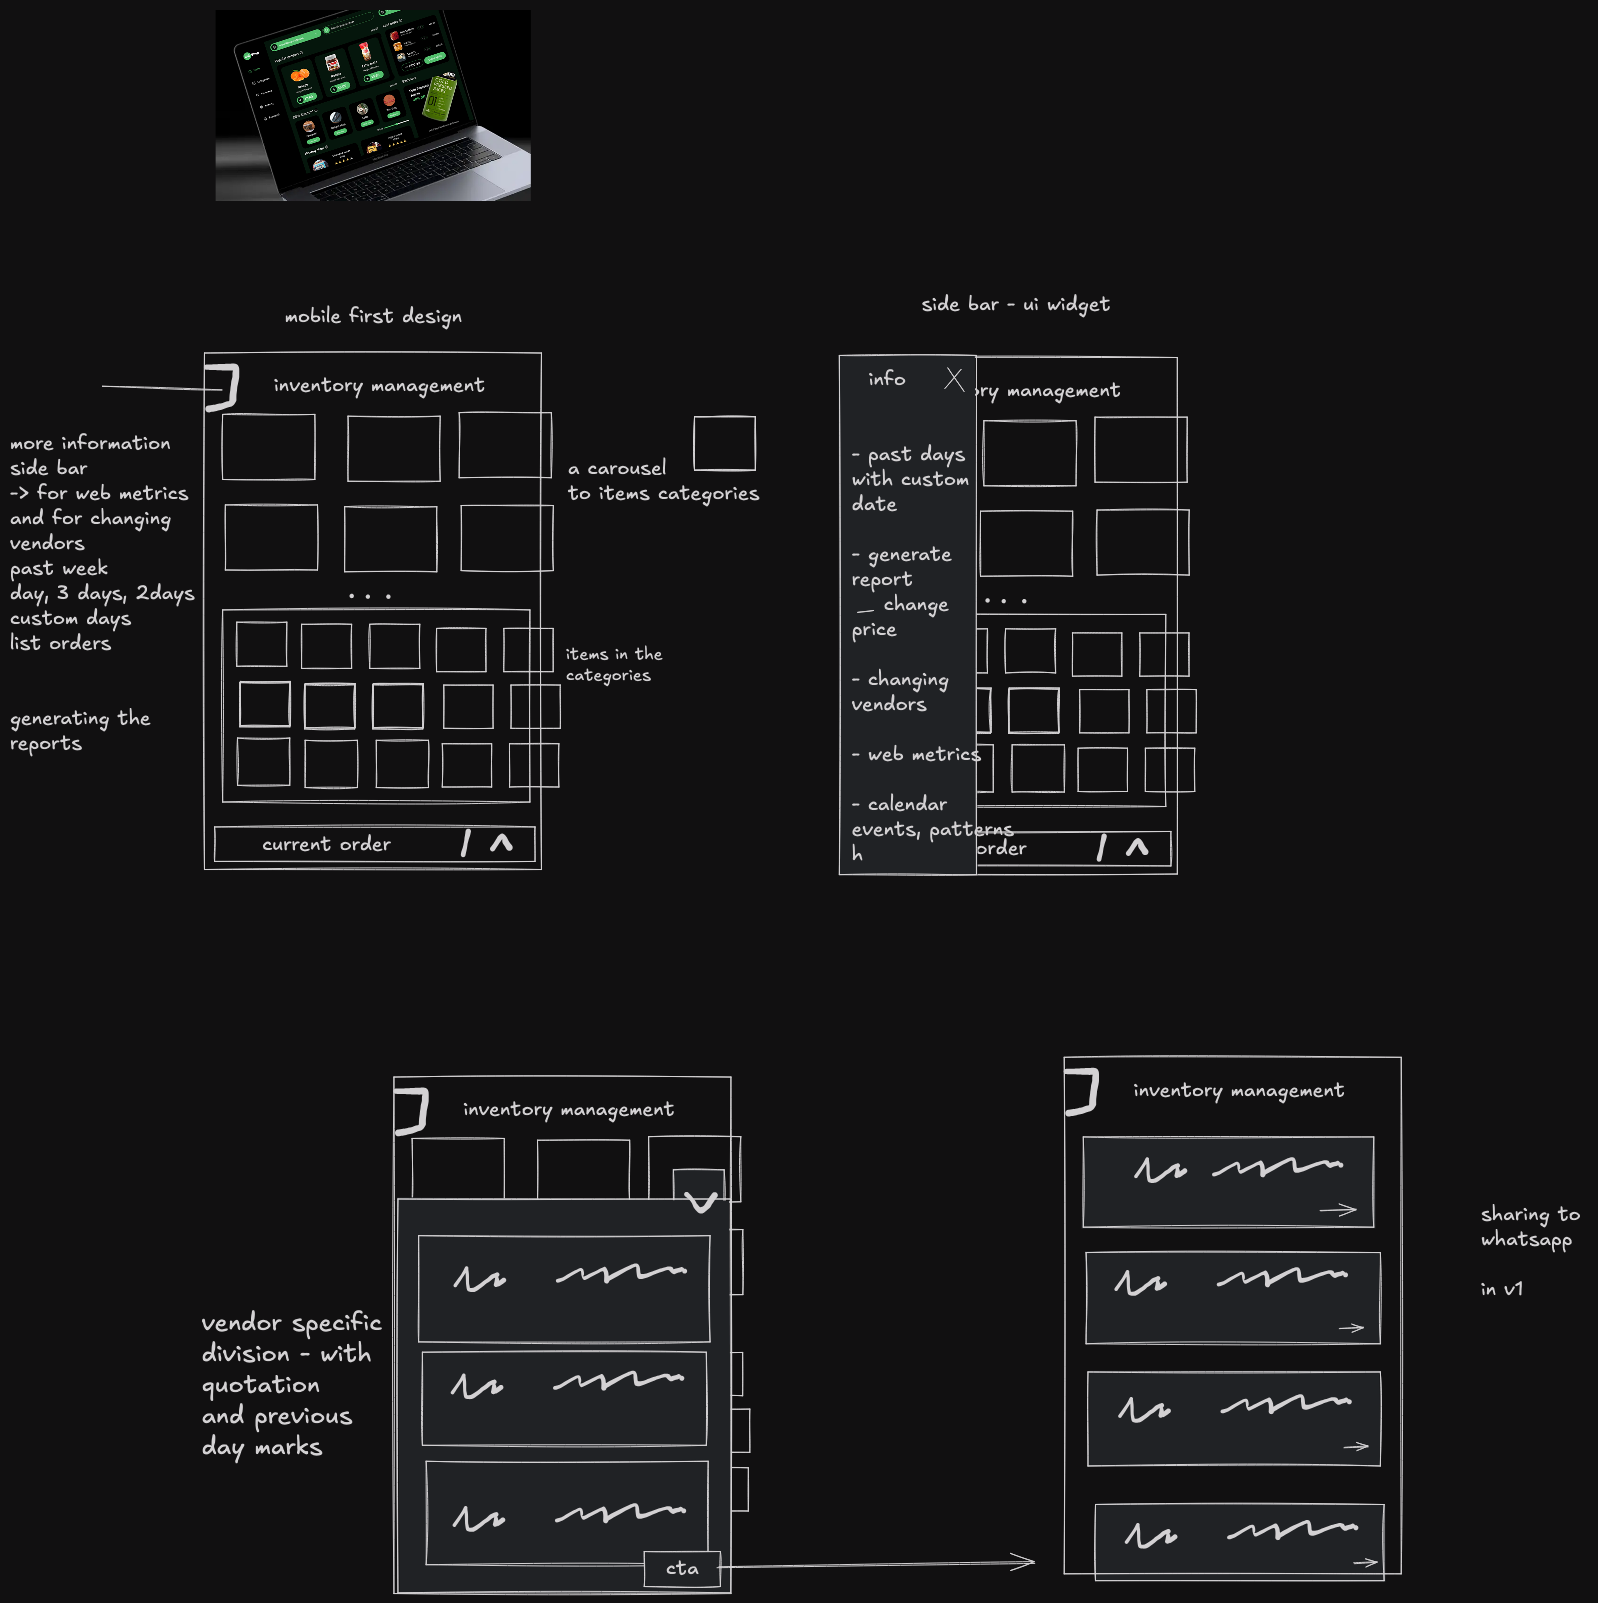 mobile first design
inventory management
more information
side bar
-> for web metrics
and for changing
vendors
past week
day, 3 days, 2days
custom days
list orders
generating the
reports
a carousel
to items categories
items in the
categories
current order
side bar - ui widget
info
ory management
- past days
with custom
date
- generate
report
__ change
price
- changing
vendors
- web metrics
- calendar
events, patterns
h
order
inventory management
vendor specific
division - with
quotation
and previous
day marks
cta
inventory management
sharing to
whatsapp
in v1